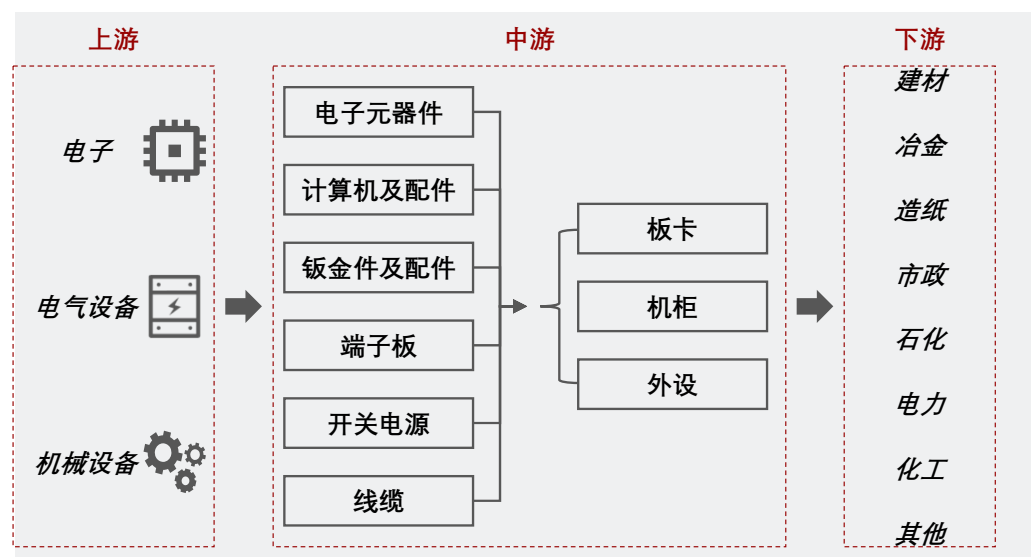 上游
中游
下游
电子
电气设备
机械设备
电子元器件
计算机及配件
钣金件及配件
端子板
开关电源
线缆
板卡
机柜
外设
建材
冶金
造纸
市政
石化
电力
化工
其他